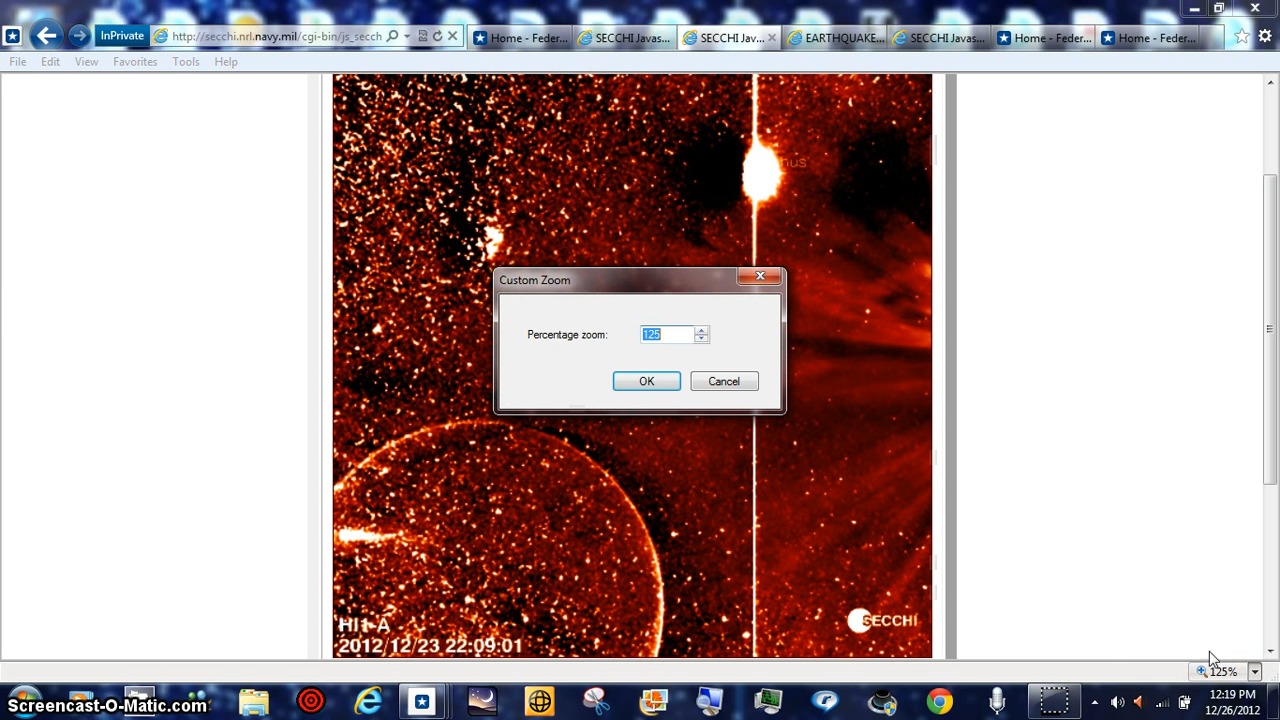 InPrivate
http://secchi.nrl.navy.mil/cgi-bin/js_secch
Home - Feder...
SECCHI Javas...
SECCHI Javas...
EARTHQUAKE...
SECCHI Javas...
Home - Feder...
Home - Feder...
File Edit View Favorites Tools Help
nus
Custom Zoom
Percentage zoom: 125
OK Cancel
HI1-A
SECCHI
2012/12/23 22:09:01
125%
12:19 PM
Screencast-O-Matic.com
12/26/2012